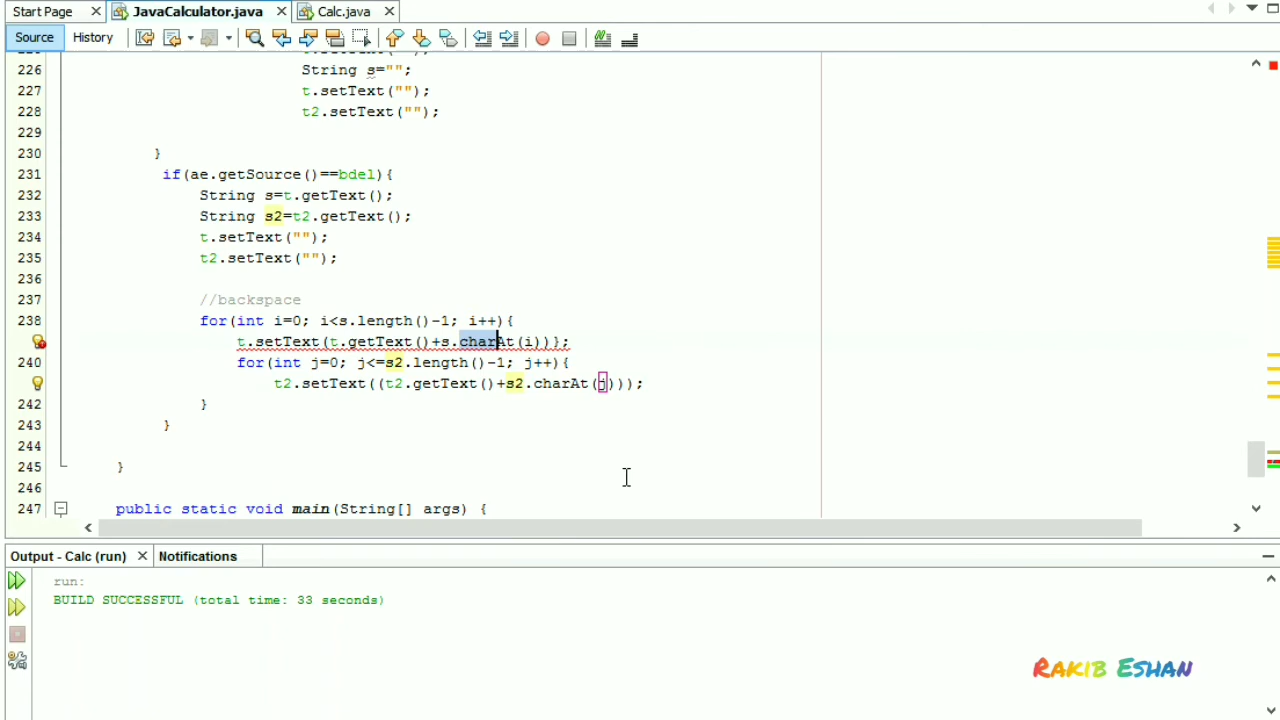 Start Page JavaCalculator.java Calc.java
Source History
226 String s="";
227 t.setText("");
228 t2.setText("");
229
230 }
231 if(ae.getSource()==bdel){
232 String s=t.getText();
233 String s2=t2.getText();
234 t.setText("");
235 t2.setText("");
236
237 //backspace
238 for(int i=0; i<s.length()-1; i++){
t.setText(t.getText()+s.charAt(i))};
240 for(int j=0; j<=s2.length()-1; j++){
t2.setText((t2.getText()+s2.charAt(j)));
242 }
243 }
244
245 }
246
247 public static void main(String[] args) {
Output - Calc (run) Notifications
run:
BUILD SUCCESSFUL (total time: 33 seconds)
Rakib Eshan